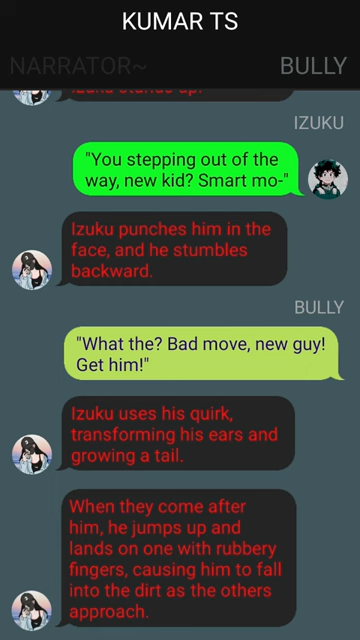 KUMAR TS
NARRATOR~
BULLY
Izuku stands up.
IZUKU
"You stepping out of the
way, new kid? Smart mo-"
Izuku punches him in the
face, and he stumbles
backward.
BULLY
"What the? Bad move, new guy!
Get him!"
Izuku uses his quirk,
transforming his ears and
growing a tail.
When they come after
him, he jumps up and
lands on one with rubbery
fingers, causing him to fall
into the dirt as the others
approach.